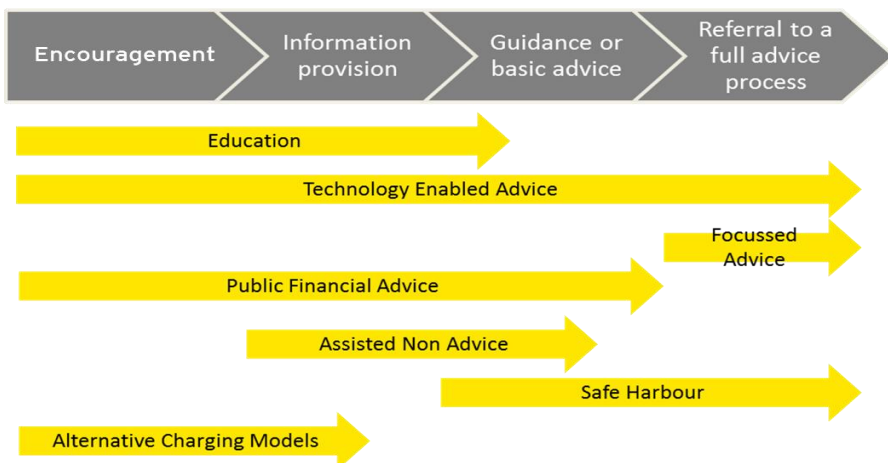 Encouragement
Information
provision
Guidance or
basic advice
Referral to a
full advice
process
Education
Technology Enabled Advice
Focussed
Advice
Public Financial Advice
Assisted Non Advice
Safe Harbour
Alternative Charging Models